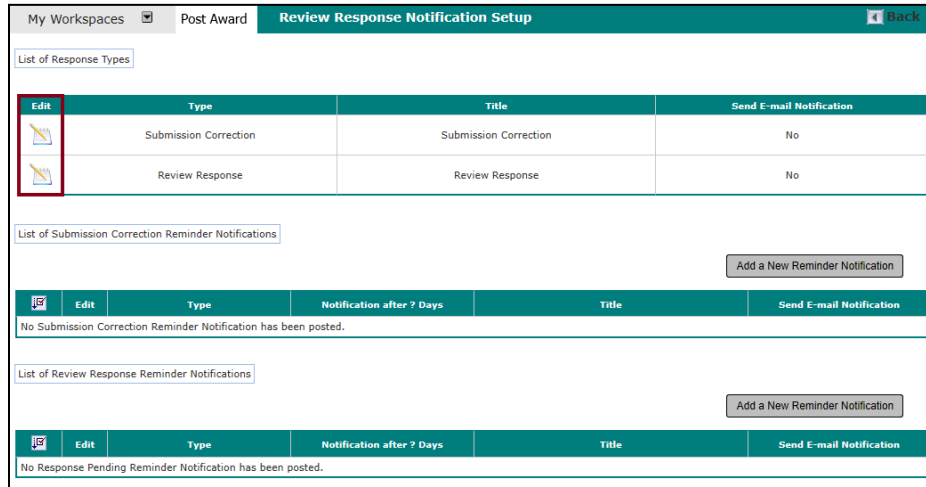 My Workspaces Post Award Review Response Notification Setup Back
List of Response Types
Edit Type Title Send E-mail Notification
Submission Correction Submission Correction No
Review Response Review Response No
List of Submission Correction Reminder Notifications
Add a New Reminder Notification
Edit Type Notification after ? Days Title Send E-mail Notification
No Submission Correction Reminder Notification has been posted.
List of Review Response Reminder Notifications
Add a New Reminder Notification
Edit Type Notification after ? Days Title Send E-mail Notification
No Response Pending Reminder Notification has been posted.